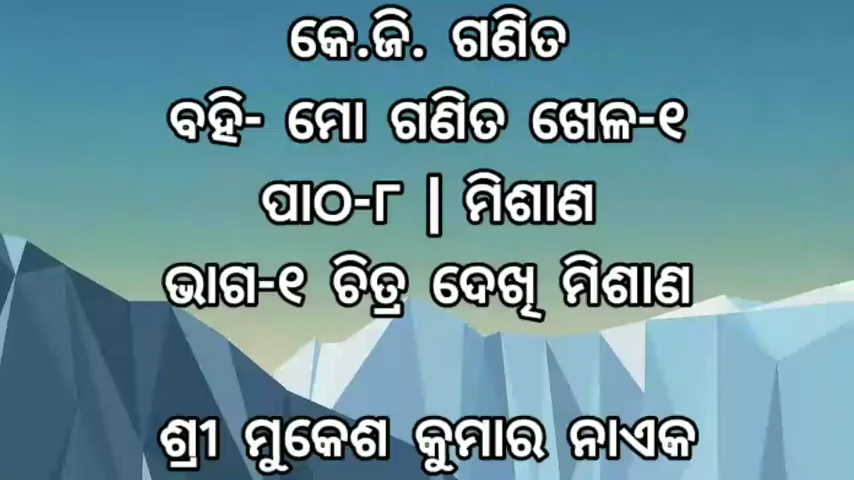 କେ.ଜି. ଗଣିତ
ବହି- ମୋ ଗଣିତ ଖେଳ-୧
ପାଠ-୮ | ମିଶାଣ
ଭାଗ-୧ ଚିତ୍ର ଦେଖି ମିଶାଣ
ଶ୍ରୀ ମୁକେଶ କୁମାର ନାଏକ